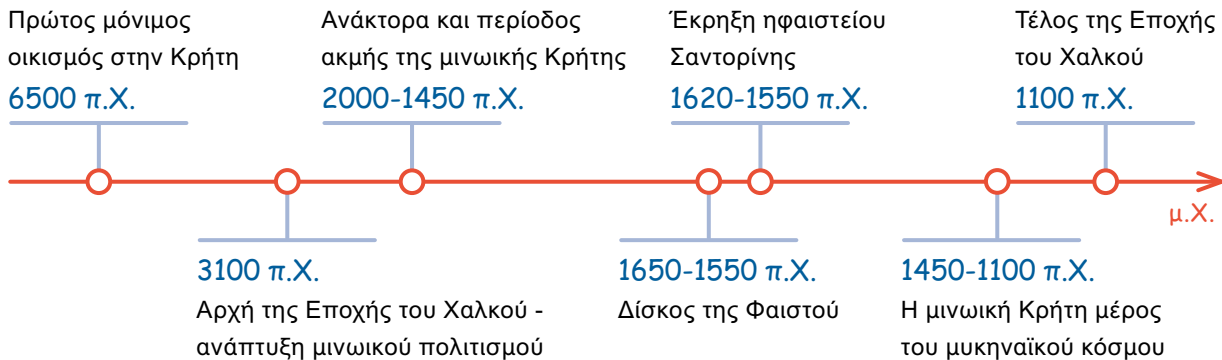 Πρώτος μόνιμος
οικισμός στην Κρήτη
6500 π.Χ.
Ανάκτορα και περίοδος
ακμής της μινωικής Κρήτης
2000-1450 π.Χ.
Έκρηξη ηφαιστείου
Σαντορίνης
1620-1550 π.Χ.
Τέλος της Εποχής
του Χαλκού
1100 π.Χ.
μ.Χ.
3100 π.Χ.
Αρχή της Εποχής του Χαλκού -
ανάπτυξη μινωικού πολιτισμού
1650-1550 π.Χ.
Δίσκος της Φαιστού
1450-1100 π.Χ.
Η μινωική Κρήτη μέρος
του μυκηναϊκού κόσμου